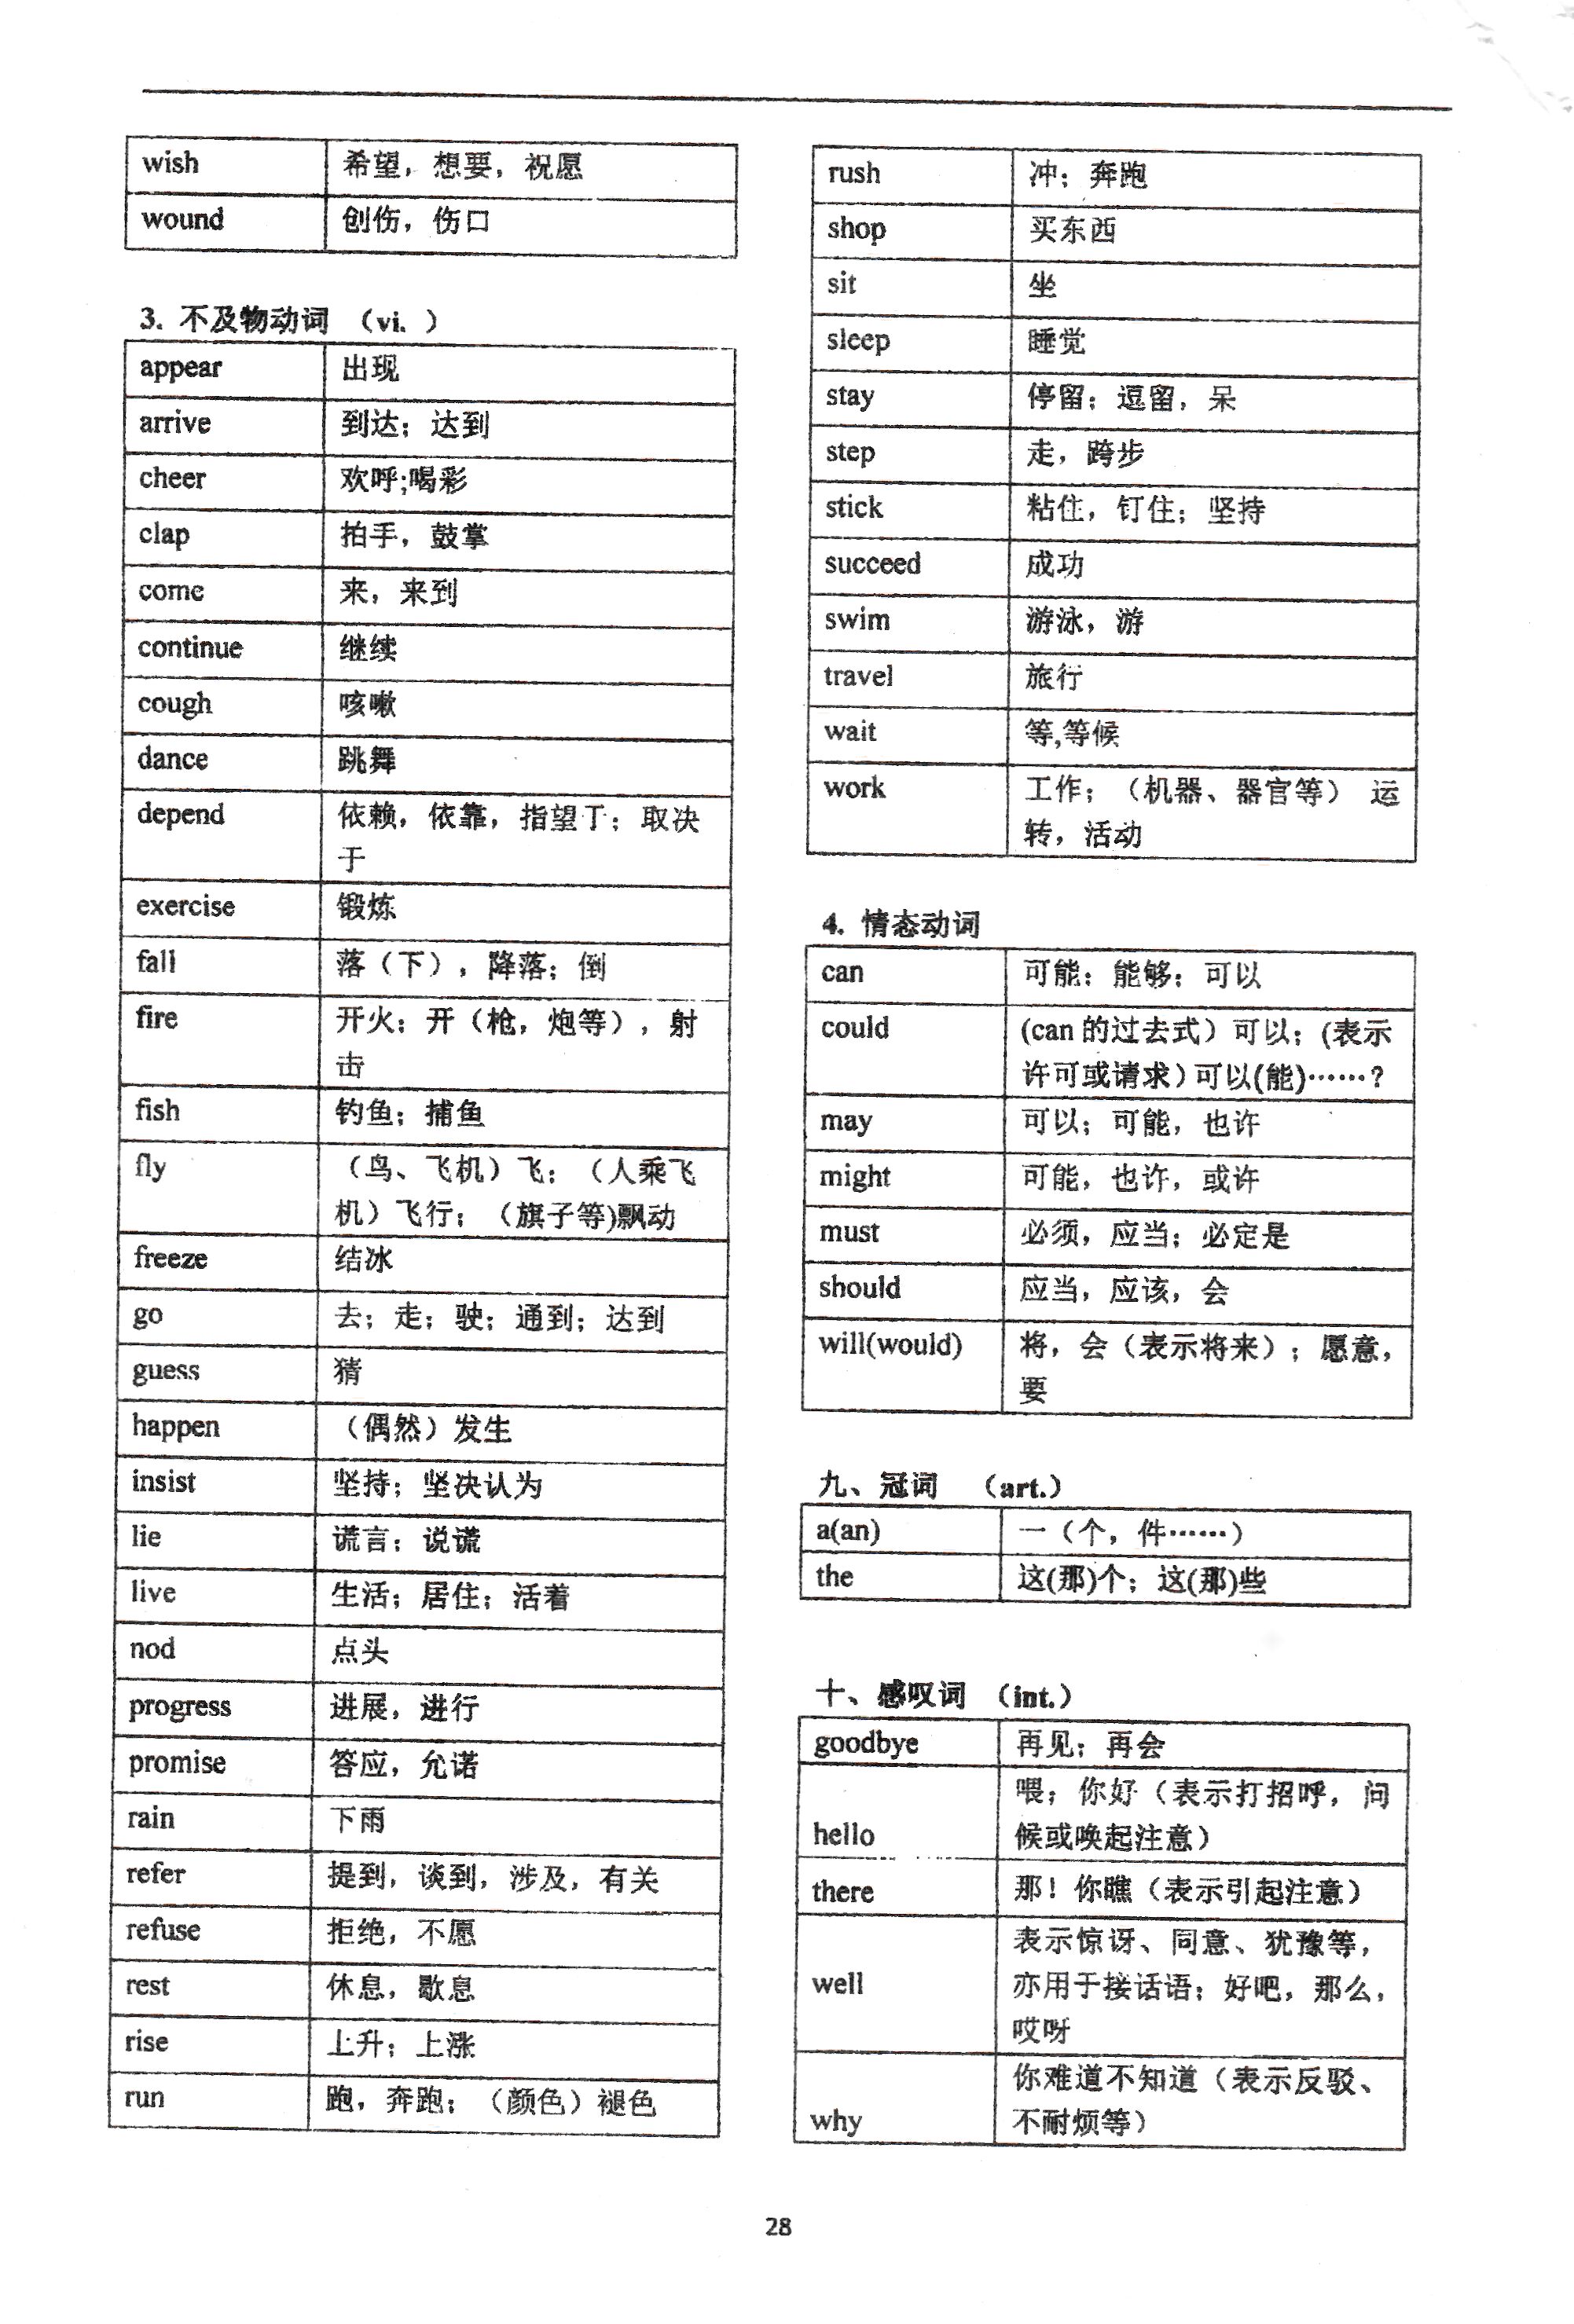 wish 希望，想要，祝愿
wound 创伤，伤口
3. 不及物动词 （vi. ）
appear 出现
arrive 到达；达到
cheer 欢呼;喝彩
clap 拍手，鼓掌
come 来，来到
continue 继续
cough 咳嗽
dance 跳舞
depend 依赖，依靠，指望于；取决
于
exercise 锻炼
fall 落（下），降落；倒
fire 开火；开（枪，炮等），射
击
fish 钓鱼；捕鱼
fly （鸟、飞机）飞；（人乘飞
机）飞行；（旗子等)飘动
freeze 结冰
go 去；走；驶；通到；达到
guess 猜
happen （偶然）发生
insist 坚持；坚决认为
lie 谎言；说谎
live 生活；居住；活着
nod 点头
progress 进展，进行
promise 答应，允诺
rain 下雨
refer 提到，谈到，涉及，有关
refuse 拒绝，不愿
rest 休息，歇息
rise 上升；上涨
run 跑，奔跑；（颜色）褪色
rush 冲；奔跑
shop 买东西
sit 坐
sleep 睡觉
stay 停留；逗留，呆
step 走，跨步
stick 粘住，钉住；坚持
succeed 成功
swim 游泳，游
travel 旅行
wait 等,等候
work 工作；（机器、器官等） 运
转，活动
4. 情态动词
can 可能；能够；可以
could (can 的过去式）可以；(表示
许可或请求）可以(能)……？
may 可以；可能，也许
might 可能，也许，或许
must 必须，应当；必定是
should 应当，应该，会
will(would) 将，会（表示将来）；愿意，
要
九、冠词 （art.）
a(an) 一（个，件……）
the 这(那)个；这(那)些
十、感叹词 （int.）
goodbye 再见；再会
hello 喂；你好（表示打招呼，问
候或唤起注意）
there 那！你瞧（表示引起注意）
well 表示惊讶、同意、犹豫等，
亦用于接话语；好吧，那么，
哎呀
why 你难道不知道（表示反驳、
不耐烦等）
28